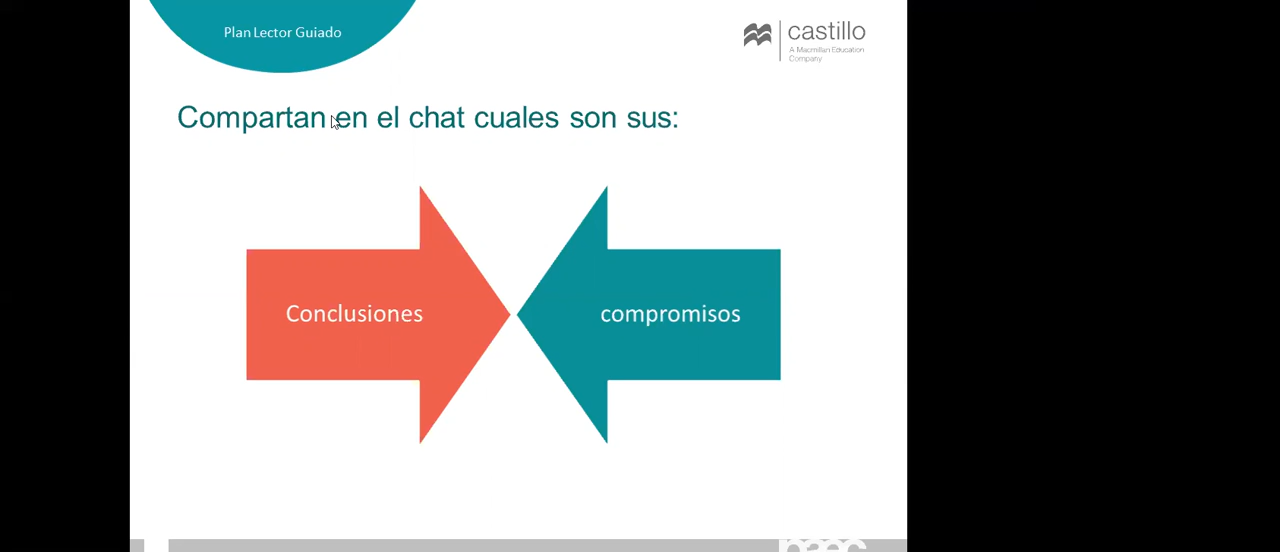 Plan Lector Guiado
castillo
A Macmillan Education
Company
Compartan en el chat cuales son sus:
Conclusiones
compromisos